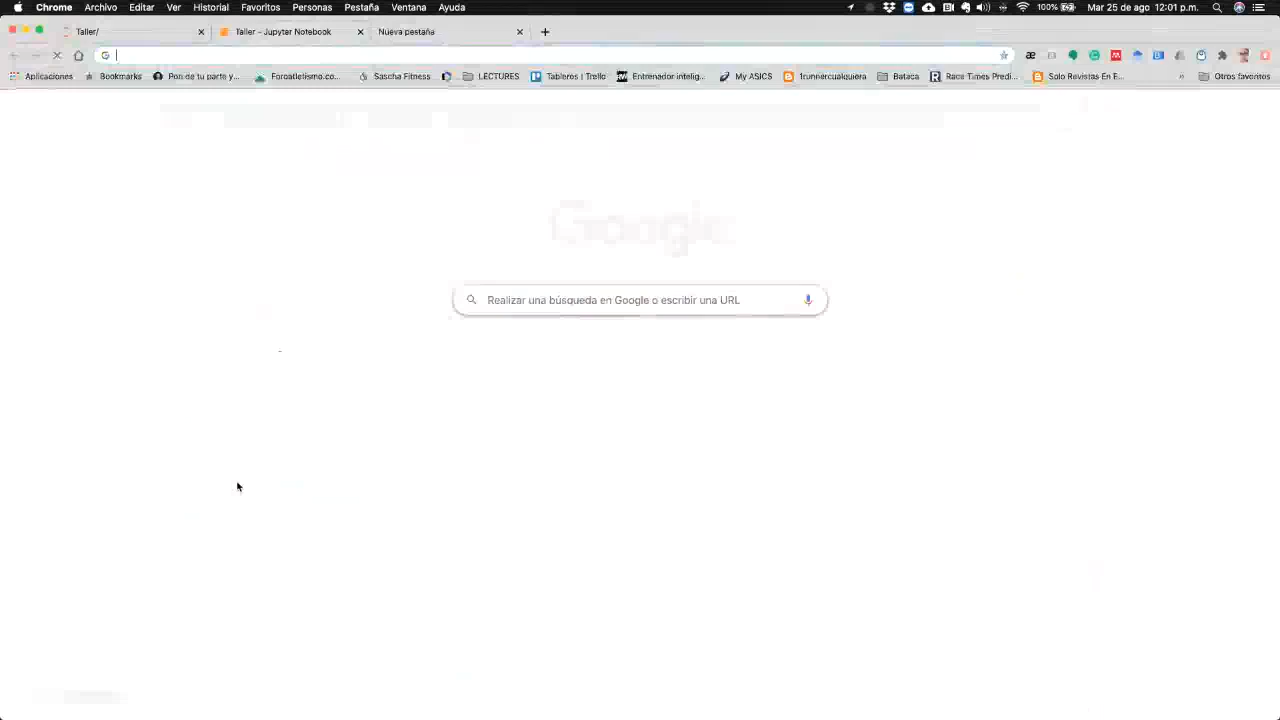 Chrome Archivo Editar Ver Historial Favoritos Personas Pestaña Ventana Ayuda 100% Mar 25 de ago 12:01 p.m.
Taller/ Taller - Jupyter Notebook Nueva pestaña
Aplicaciones Bookmarks Pon de tu parte y... Foroatletismo.co... Sascha Fitness LECTURES Tableros | Trello Entrenador intelig... My ASICS 1runnercualquiera Bataca Race Times Predi... Solo Revistas En E... » Otros favoritos
Google
Realizar una búsqueda en Google o escribir una URL